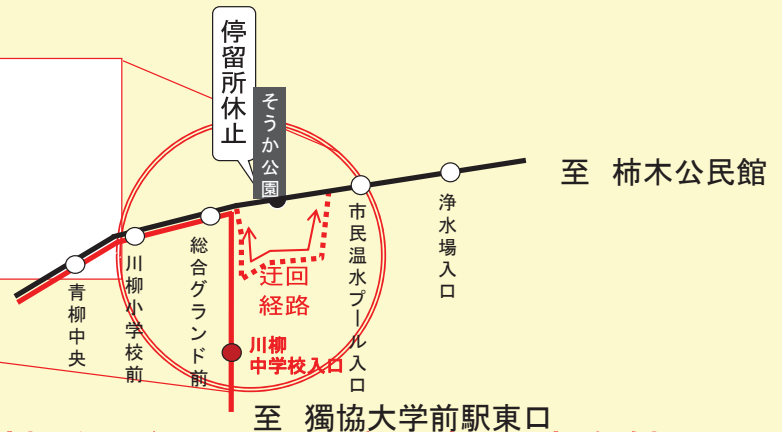 停留所休止
そうか公園
至 柿木公民館
浄水場入口
市民温水プール入口
総合グランド前
川柳小学校前
青柳中央
迂回
経路
川柳
中学校入口
至 獨協大学前駅東口